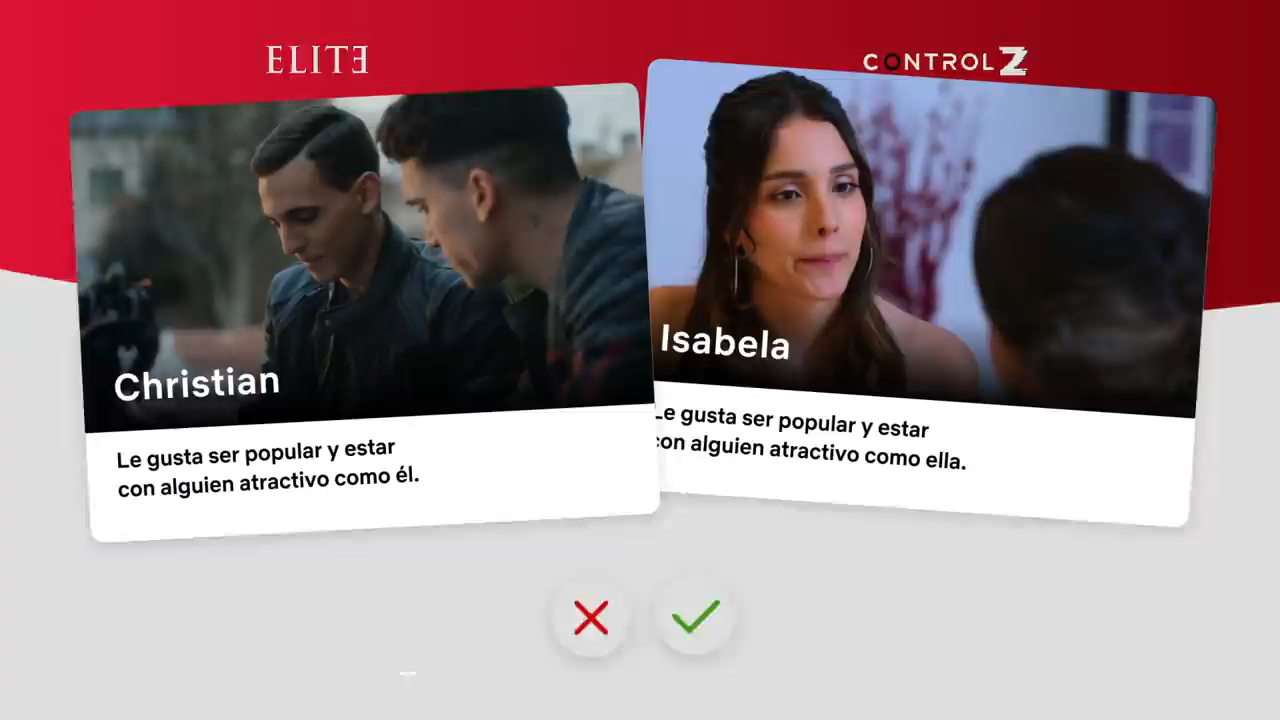 ELITE
CONTROL Z
Christian
Le gusta ser popular y estar
con alguien atractivo como él.
Isabela
Le gusta ser popular y estar
con alguien atractivo como ella.